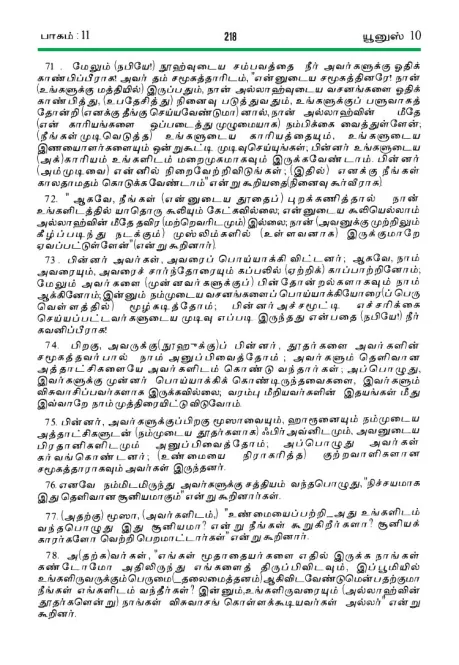 பாகம் : 11 218 யூனுஸ் 10
71 . மேலும் (நபியே!) நூஹ்வுடைய சம்பவத்தை நீர் அவர்களுக்கு ஓதிக்
காண்பிப்பீராக! அவர் தம் சமூகத்தாரிடம், "என்னுடைய சமூகத்தினரே! நான்
(உங்களுக்கு மத்தியில்) இருப்பதும், நான் அல்லாஹ்வுடைய வசனங்களை ஓதிக்
காண்பித்து, (உபதேசித்து) நினைவு படுத்துவதும், உங்களுக்குப் பளுவாகத்
தோன்றி (எனக்கு தீங்கு செய்யவேண்டுமா) னால், நான் அல்லாஹ்வின் மீதே
(என் காரியங்களை ஒப்படைத்து முழுமையாக) நம்பிக்கை வைத்துள்ளேன்;
(நீங்கள் முடிவெடுத்த) உங்களுடைய காரியத்தையும், உங்களுடைய
இணையாளர்களையும் ஒன்று கூட்டி முடிவு செய்யுங்கள்; பின்னர் உங்களுடைய
(அக்)காரியம் உங்களிடம் மறைமுகமாகவும் இருக்கவேண்டாம். பின்னர்
(அம்முடிவை) என்னில் நிறைவேற்றிவிடுங்கள்; (இதில்) எனக்கு நீங்கள்
காலதாமதம் கொடுக்கவேண்டாம்" என்று கூறியதை(நினைவு கூர்வீராக!)
72. " ஆகவே, நீங்கள் (என்னுடைய தூதைப்) புறக்கணித்தால் நான்
உங்களிடத்தில் யாதொரு கூலியும் கேட்கவில்லை; என்னுடைய கூலியெல்லாம்
அல்லாஹ்வின் மீதே தவிர (மற்றெவரிடமும்) இல்லை; நான் (அவனுக்கு முற்றிலும்
கீழ்ப்படிந்து நடக்கும்) முஸ்லிம்களில் (உள்ளவனாக) இருக்குமாறே
ஏவப்பட்டுள்ளேன்"(என்று கூறினார்).
73 . பின்னர் அவர்கள், அவரைப் பொய்யாக்கி விட்டனர்; ஆகவே, நாம்
அவரையும், அவரைச் சார்ந்தோரையும் கப்பலில் (ஏற்றிக்) காப்பாற்றினோம்;
மேலும் அவர்களை (முன்னவர்களுக்குப்) பின்தோன்றல்களாகவும் நாம்
ஆக்கினோம்; இன்னும் நம்முடைய வசனங்களைப் பொய்யாக்கியோரை(ப் பெரு
வெள்ளத்தில்) மூழ்கடித்தோம்; பின்னர் அச்சமூட்டி எச்சரிக்கை
செய்யப்பட்டவர்களுடைய முடிவு எப்படி இருந்தது என்பதை (நபியே!) நீர்
கவனிப்பீராக!
74. பிறகு, அவருக்கு(நூஹுக்கு)ப் பின்னர், தூதர்களை அவர்களின்
சமூகத்தவர்பால் நாம் அனுப்பிவைத்தோம் ; அவர்களும் தெளிவான
அத்தாட்சிகளையே அவர்களிடம் கொண்டு வந்தார்கள் ; அப்பொழுது,
இவர்களுக்கு முன்னர் பொய்யாக்கிக் கொண்டிருந்தவைகளை, இவர்களும்
விசுவாசிப்பவர்களாக இருக்கவில்லை; வரம்பு மீறியவர்களின் இதயங்கள் மீது
இவ்வாறே நாம் முத்திரையிட்டு விடுவோம்.
75. பின்னர், அவர்களுக்குப்பிறகு மூஸாவையும், ஹாரூனையும் நம்முடைய
அத்தாட்சிகளுடன் (நம்முடைய தூதர்களாக) ஃபிர்அவ்னிடமும், அவனுடைய
பிரதானிகளிடமும் அனுப்பிவைத்தோம்; அப்பொழுது அவர்கள்
கர்வங்கொண்டனர்; (உண்மையை நிராகரித்த) குற்றவாளிகளான
சமூகத்தாராகவும் அவர்கள் இருந்தனர்.
76. எனவே நம்மிடமிருந்து அவர்களுக்கு சத்தியம் வந்தபொழுது, "நிச்சயமாக
இது தெளிவான சூனியமாகும்" என்று கூறினார்கள்.
77. (அதற்கு) மூஸா, (அவர்களிடம்,) "உண்மையைப்பற்றி_அது உங்களிடம்
வந்தபொழுது இது சூனியமா? என்று நீங்கள் கூறுகிறீர்களா? சூனியக்
காரர்களோ வெற்றி பெறமாட்டார்கள்" என்று கூறினார்.
78. அ(தற்க)வர்கள், "எங்கள் மூதாதையர்களை எதில் இருக்க நாங்கள்
கண்டோமோ அதிலிருந்து எங்களைத் திருப்பிவிடவும், இப்பூமியில்
உங்களிருவருக்கும் பெருமை(_தலைமைத்தனம்) ஆகிவிடவேண்டுமென்பதற்குமா
நீங்கள் எங்களிடம் வந்தீர்கள்? இன்னும், உங்களிருவரையும் (அல்லாஹ்வின்
தூதர்களென்று) நாங்கள் விசுவாசங் கொள்ளக்கூடியவர்கள் அல்லர்" என்று
கூறினர்.